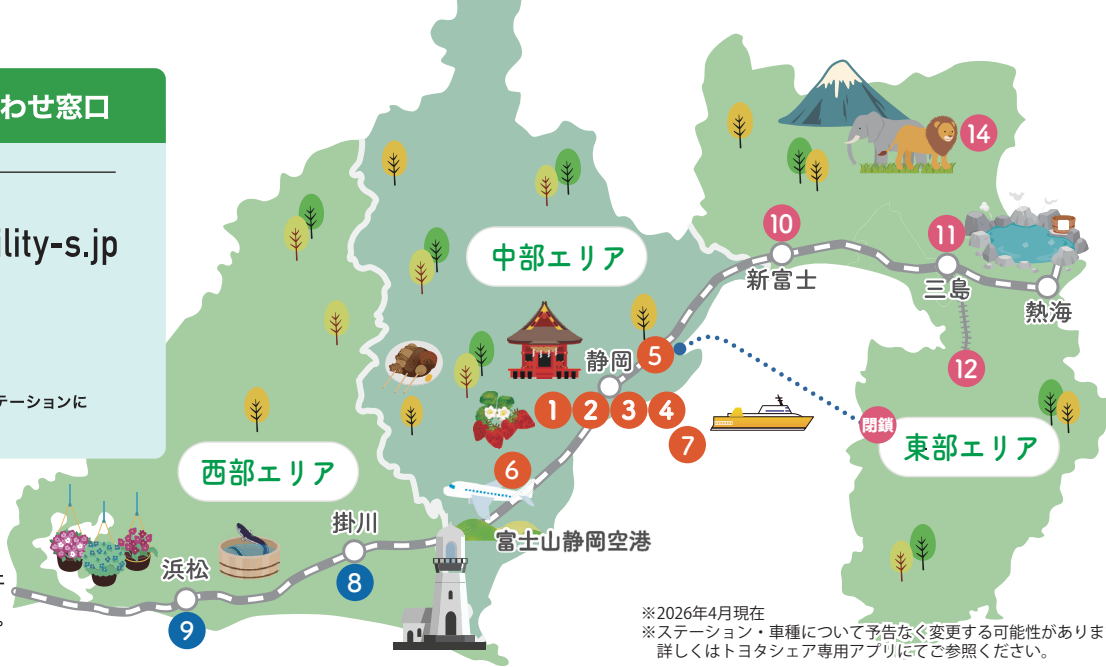 わせ窓口
ility-s.jp
テーションに
中部エリア
西部エリア
東部エリア
14
10
新富士
11
三島
熱海
12
閉鎖
静岡
5
1 2 3 4
7
6
富士山静岡空港
掛川
8
浜松
9
※2026年4月現在
※ステーション・車種について予告なく変更する可能性がありま
詳しくはトヨタシェア専用アプリにてご参照ください。